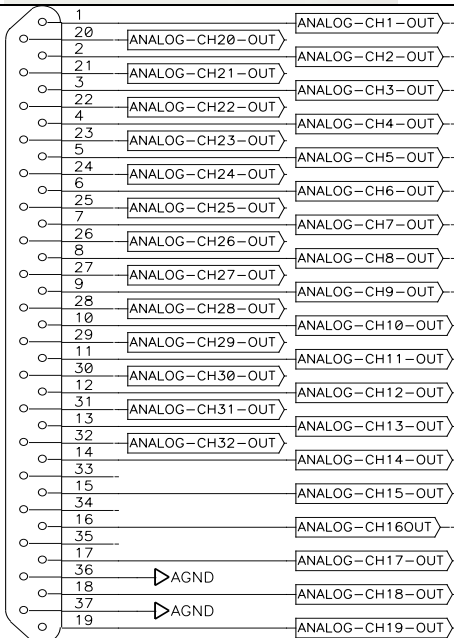 1 ANALOG-CH1-OUT
20 ANALOG-CH20-OUT
2 ANALOG-CH2-OUT
21 ANALOG-CH21-OUT
3 ANALOG-CH3-OUT
22 ANALOG-CH22-OUT
4 ANALOG-CH4-OUT
23 ANALOG-CH23-OUT
5 ANALOG-CH5-OUT
24 ANALOG-CH24-OUT
6 ANALOG-CH6-OUT
25 ANALOG-CH25-OUT
7 ANALOG-CH7-OUT
26 ANALOG-CH26-OUT
8 ANALOG-CH8-OUT
27 ANALOG-CH27-OUT
9 ANALOG-CH9-OUT
28 ANALOG-CH28-OUT
10 ANALOG-CH10-OUT
29 ANALOG-CH29-OUT
11 ANALOG-CH11-OUT
30 ANALOG-CH30-OUT
12 ANALOG-CH12-OUT
31 ANALOG-CH31-OUT
13 ANALOG-CH13-OUT
32 ANALOG-CH32-OUT
14 ANALOG-CH14-OUT
33
15 ANALOG-CH15-OUT
34
16 ANALOG-CH16OUT
35
17 ANALOG-CH17-OUT
36 AGND
18 ANALOG-CH18-OUT
37 AGND
19 ANALOG-CH19-OUT